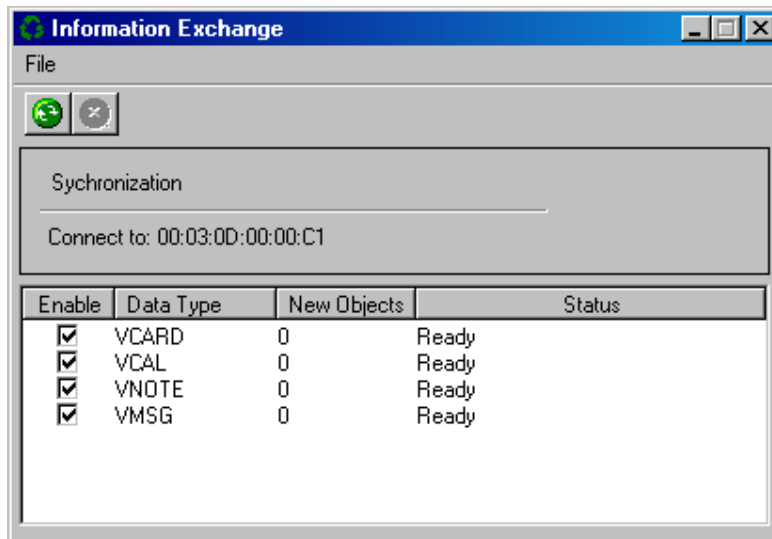 Information Exchange
File
Sychronization
Connect to: 00:03:0D:00:00:C1
Enable Data Type New Objects Status
VCARD 0 Ready
VCAL 0 Ready
VNOTE 0 Ready
VMSG 0 Ready